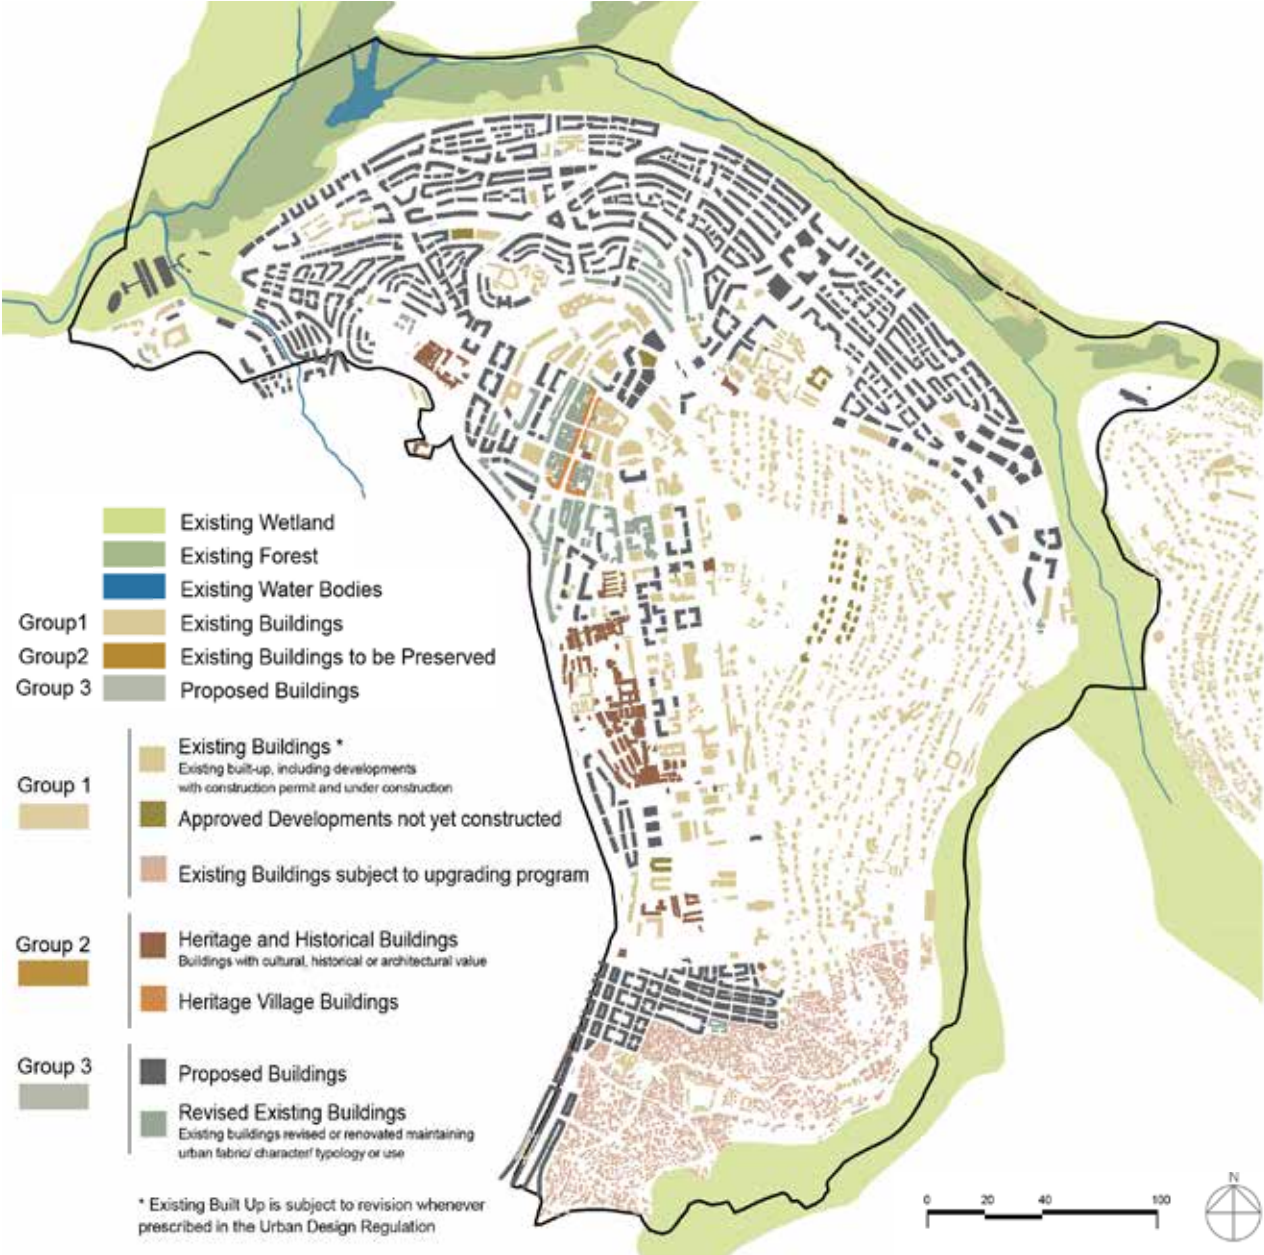 Existing Wetland
Existing Forest
Existing Water Bodies
Group1 Existing Buildings
Group2 Existing Buildings to be Preserved
Group 3 Proposed Buildings
Group 1
Existing Buildings *
Existing built-up, including developments
with construction permit and under construction
Approved Developments not yet constructed
Existing Buildings subject to upgrading program
Group 2
Heritage and Historical Buildings
Buildings with cultural, historical or architectural value
Heritage Village Buildings
Group 3
Proposed Buildings
Revised Existing Buildings
Existing buildings revised or renovated maintaining
urban fabric/ character/ typology or use
* Existing Built Up is subject to revision whenever
prescribed in the Urban Design Regulation
0 20 40 100
N